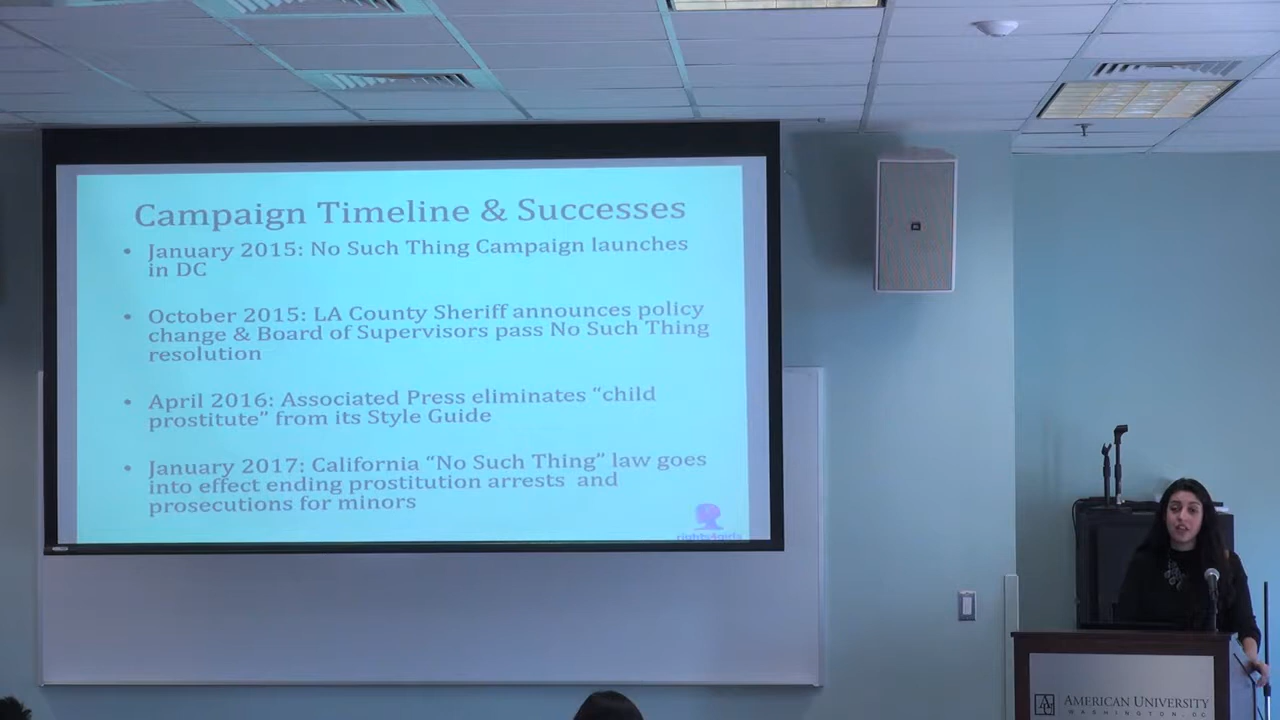 Campaign Timeline & Successes
• January 2015: No Such Thing Campaign launches
in DC
• October 2015: LA County Sheriff announces policy
change & Board of Supervisors pass No Such Thing
resolution
• April 2016: Associated Press eliminates “child
prostitute” from its Style Guide
• January 2017: California “No Such Thing” law goes
into effect ending prostitution arrests and
prosecutions for minors
rights4girls
AMERICAN UNIVERSITY
WASHINGTON, DC